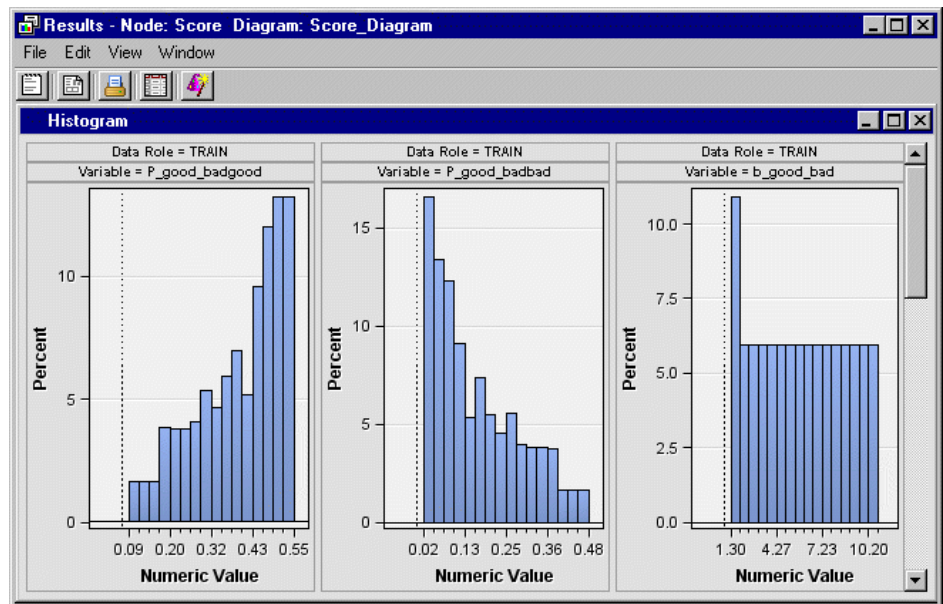 Results - Node: Score Diagram: Score_Diagram
File Edit View Window
Histogram
Data Role = TRAIN
Variable = P_good_badgood
Percent
10
5
0
0.09 0.20 0.32 0.43 0.55
Numeric Value
Data Role = TRAIN
Variable = P_good_badbad
Percent
15
10
5
0
0.02 0.13 0.25 0.36 0.48
Numeric Value
Data Role = TRAIN
Variable = b_good_bad
Percent
10.0
7.5
5.0
2.5
0.0
1.30 4.27 7.23 10.20
Numeric Value